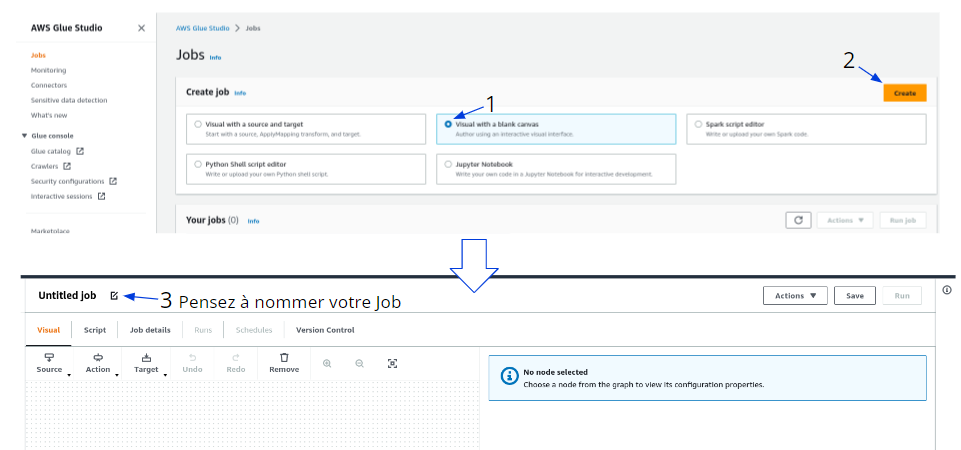 AWS Glue Studio
Jobs
Monitoring
Connectors
Sensitive data detection
What's new
Glue console
Glue catalog
Crawlers
Security configurations
Interactive sessions
Marketplace
AWS Glue Studio > Jobs
Jobs Info
2
Create job Info
Create
1
Visual with a source and target
Start with a source, ApplyMapping transform, and target.
Visual with a blank canvas
Author using an interactive visual interface.
Spark script editor
Write or upload your own Spark code.
Python Shell script editor
Write or upload your own Python shell script.
Jupyter Notebook
Write your own code in a Jupyter Notebook for interactive development.
Your jobs (0) Info
Actions
Run job
Untitled job
3 Pensez à nommer votre Job
Actions
Save
Run
Visual
Script
Job details
Runs
Schedules
Version Control
Source
Action
Target
Undo
Redo
Remove
No node selected
Choose a node from the graph to view its configuration properties.